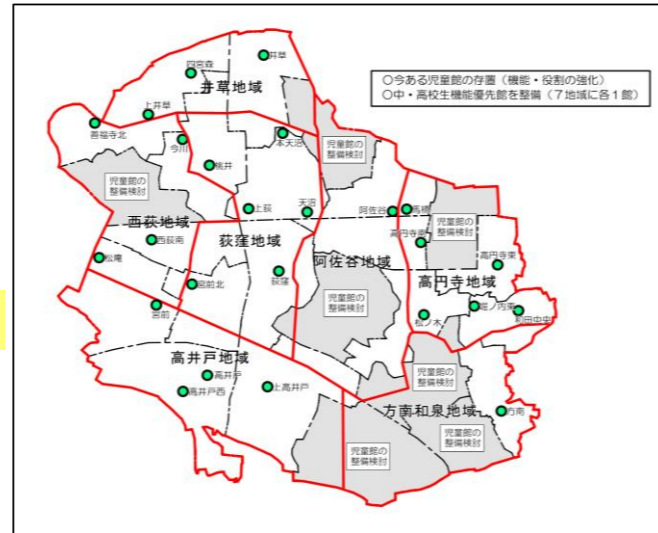 ○今ある児童館の存置（機能・役割の強化）
○中・高校生機能優先館を整備（７地域に各１館）
井草
四宮森
井草地域
上井草
善福寺北
今川
本天沼
桃井
児童館の
整備検討
児童館の
整備検討
上荻
天沼
阿佐谷
馬橋
児童館の
整備検討
西荻地域
西荻南
荻窪地域
高円寺南
阿佐谷地域
高円寺東
松庵
宮前北
荻窪
高円寺地域
児童館の
整備検討
宮前
松ノ木
堀ノ内東
和田中央
高井戸地域
高井戸
高井戸西
上高井戸
児童館の
整備検討
方南和泉地域
方南
児童館の
整備検討
児童館の
整備検討